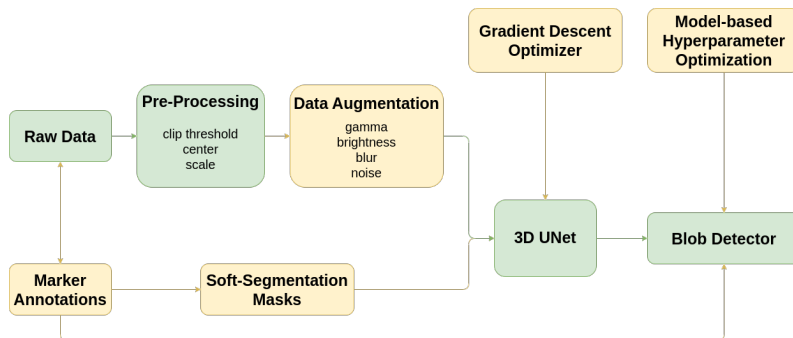 Gradient Descent
Optimizer
Model-based
Hyperparameter
Optimization
Raw Data
Pre-Processing
clip threshold
center
scale
Data Augmentation
gamma
brightness
blur
noise
3D UNet
Blob Detector
Marker
Annotations
Soft-Segmentation
Masks